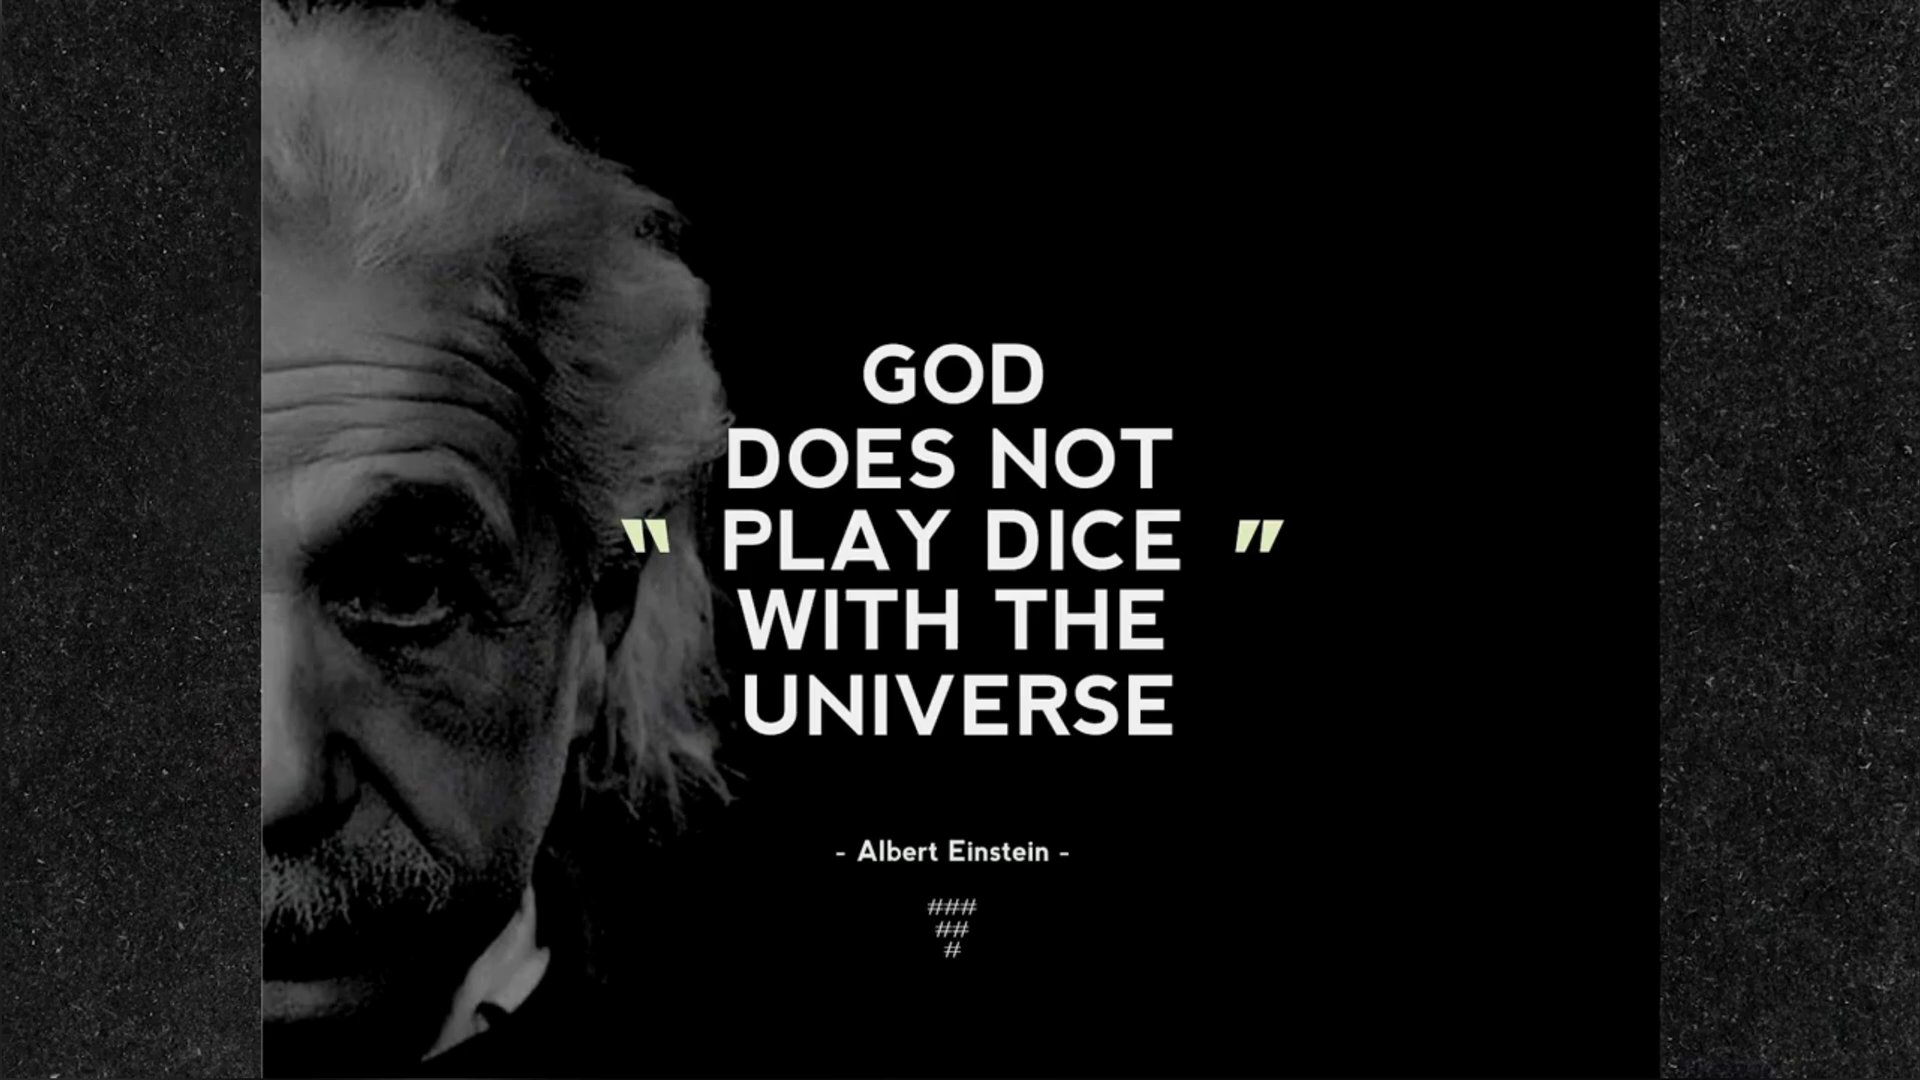 GOD
DOES NOT
“ PLAY DICE ”
WITH THE
UNIVERSE
- Albert Einstein -
###
##
#